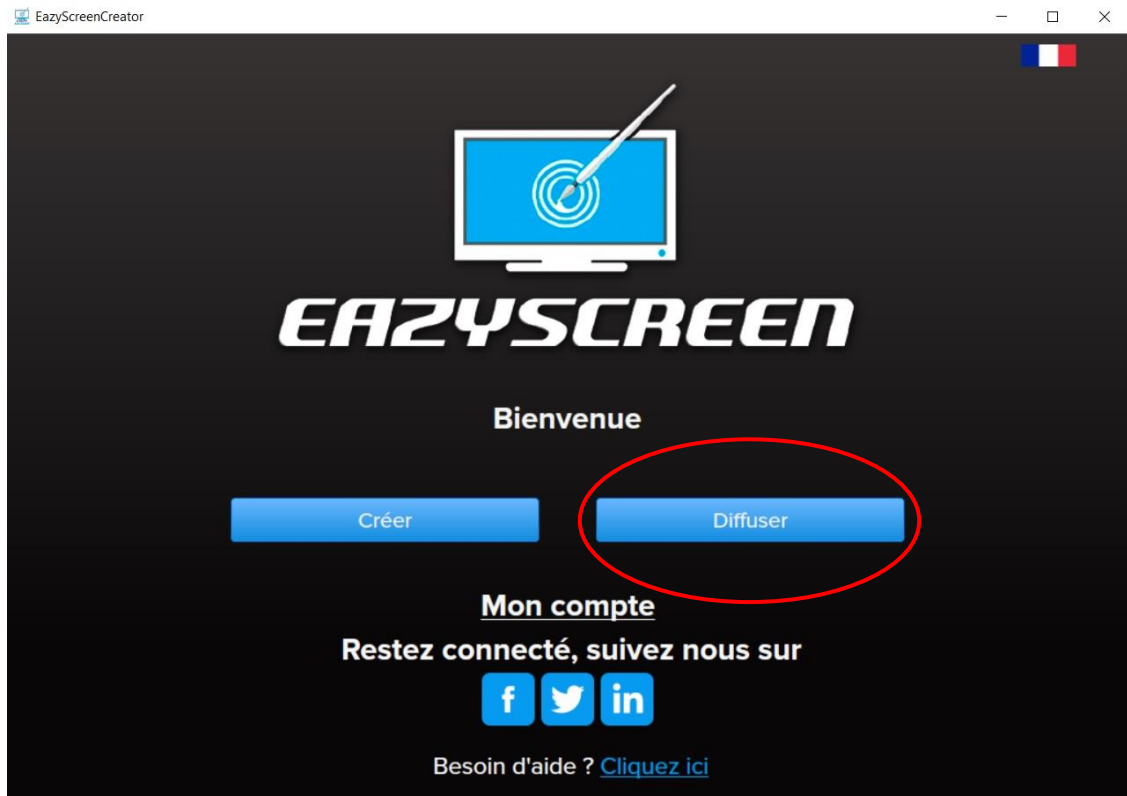 EazyScreenCreator
EAZYSCREEN
Bienvenue
Créer Diffuser
Mon compte
Restez connecté, suivez nous sur
f in
Besoin d'aide ? Cliquez ici